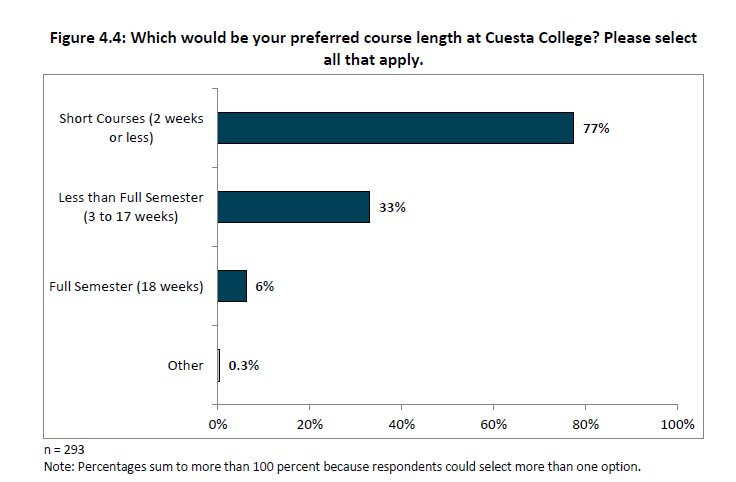 Figure 4.4: Which would be your preferred course length at Cuesta College? Please select
all that apply.
Short Courses (2 weeks
or less)
77%
Less than Full Semester
(3 to 17 weeks)
33%
Full Semester (18 weeks)
6%
Other
0.3%
0% 20% 40% 60% 80% 100%
n = 293
Note: Percentages sum to more than 100 percent because respondents could select more than one option.